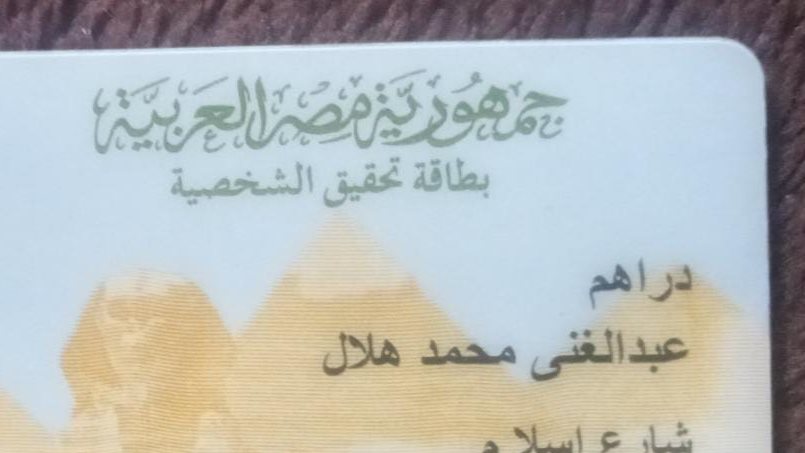 جمهورية مصر العربية
بطاقة تحقيق الشخصية
دراهم
عبدالغنى محمد هلال
شارع اسلام